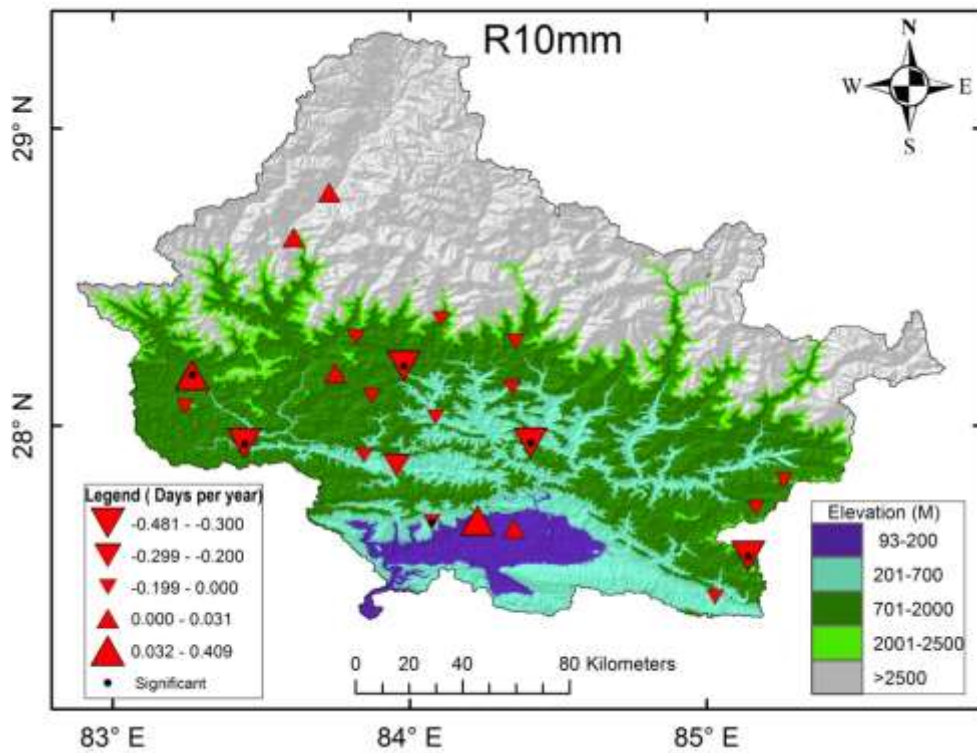 R10mm
N
W E
S
29° N
28° N
Legend ( Days per year)
-0.481 - -0.300
-0.299 - -0.200
-0.199 - 0.000
0.000 - 0.031
0.032 - 0.409
Significant
0 20 40 80 Kilometers
Elevation (M)
93-200
201-700
701-2000
2001-2500
>2500
83° E 84° E 85° E